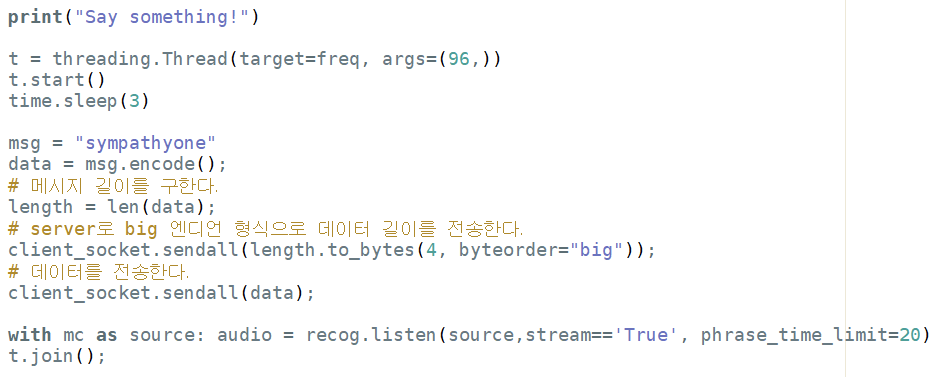 print("Say something!")
t = threading.Thread(target=freq, args=(96,))
t.start()
time.sleep(3)
msg = "sympathyone"
data = msg.encode();
# 메시지 길이를 구한다.
length = len(data);
# server로 big 엔디언 형식으로 데이터 길이를 전송한다.
client_socket.sendall(length.to_bytes(4, byteorder="big"));
# 데이터를 전송한다.
client_socket.sendall(data);
with mc as source: audio = recog.listen(source,stream=='True', phrase_time_limit=20)
t.join();